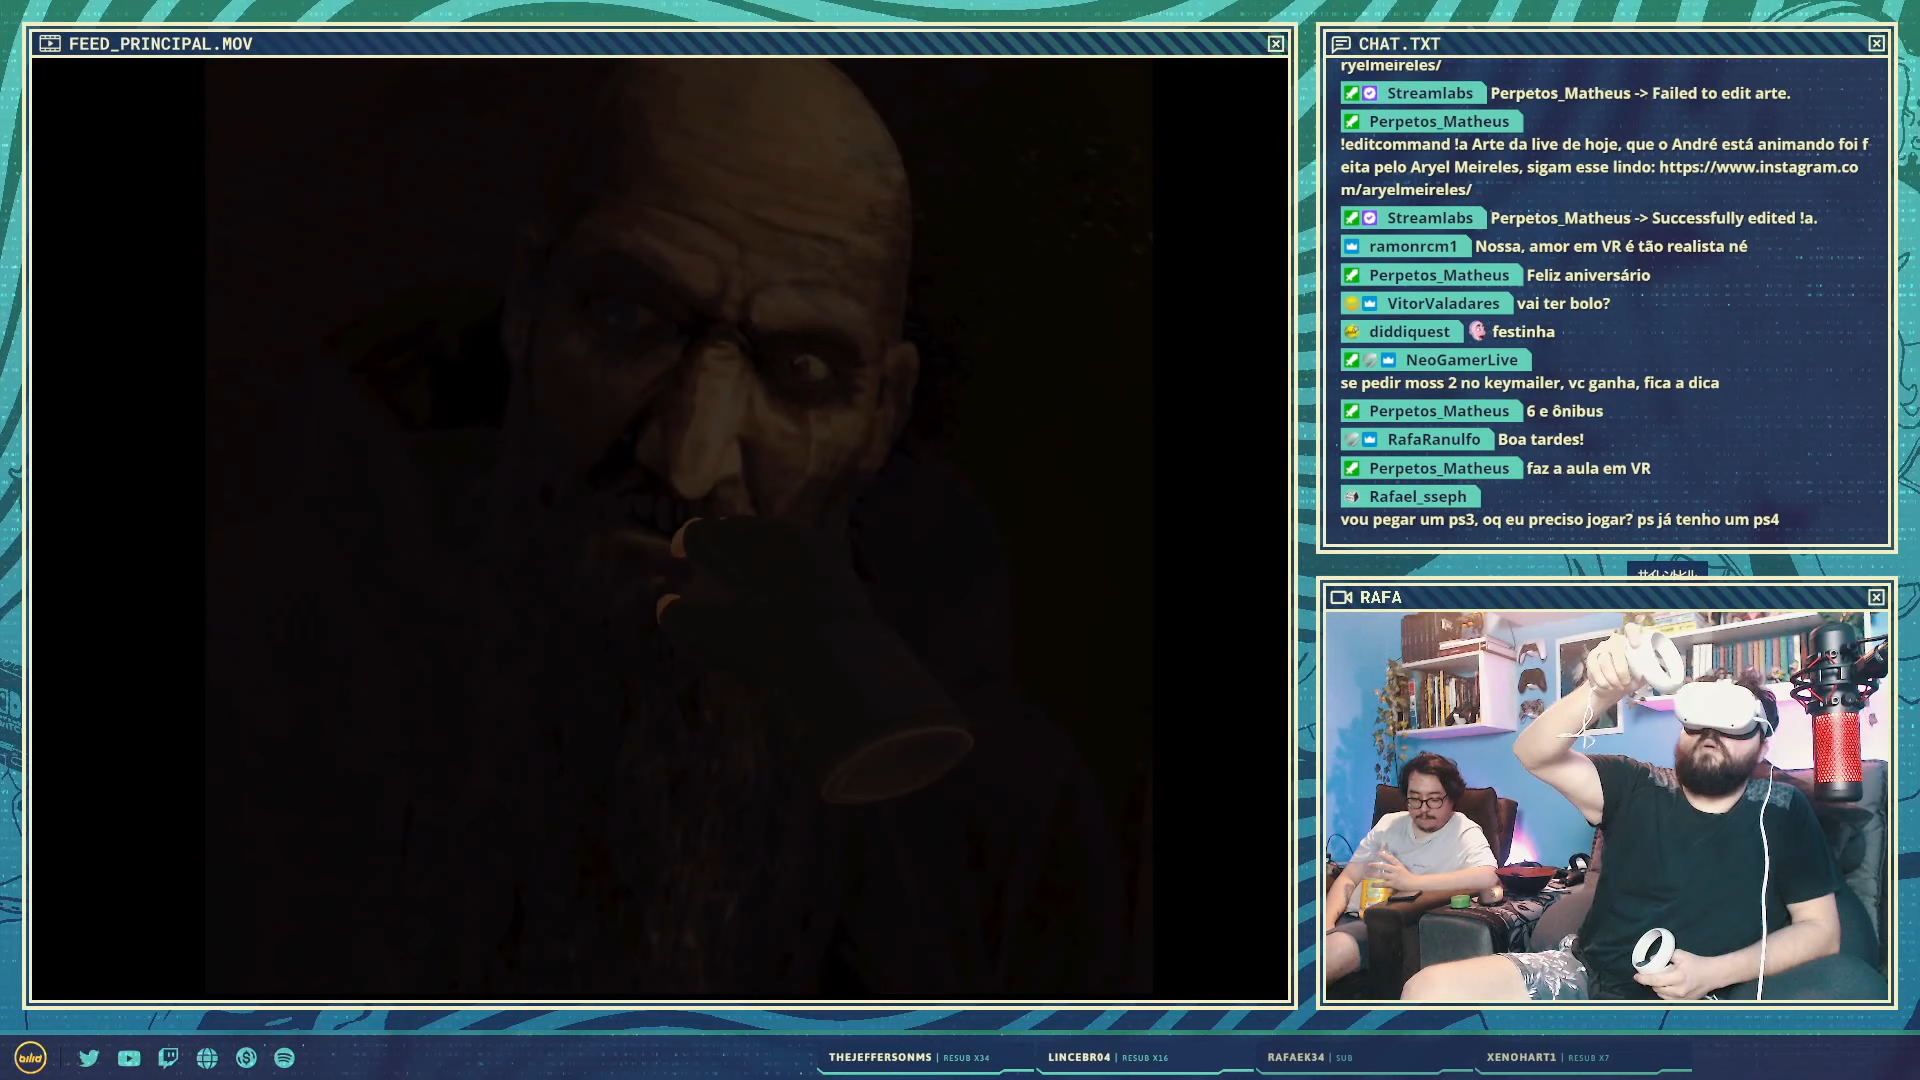 FEED_PRINCIPAL.MOV
CHAT.TXT
ryelmeireles/
Streamlabs Perpetos_Matheus -> Failed to edit arte.
Perpetos_Matheus
!editcommand !a Arte da live de hoje, que o André está animando foi f
eita pelo Aryel Meireles, sigam esse lindo: https://www.instagram.co
m/aryelmeireles/
Streamlabs Perpetos_Matheus -> Successfully edited !a.
ramonrcm1 Nossa, amor em VR é tão realista né
Perpetos_Matheus Feliz aniversário
VitorValadares vai ter bolo?
diddiquest festinha
NeoGamerLive
se pedir moss 2 no keymailer, vc ganha, fica a dica
Perpetos_Matheus 6 e ônibus
RafaRanulfo Boa tardes!
Perpetos_Matheus faz a aula em VR
Rafael_sseph
vou pegar um ps3, oq eu preciso jogar? ps já tenho um ps4
RAFA
THEJEFFERSONMS | RESUB X34
LINCEBR04 | RESUB X16
RAFAEK34 | SUB
XENOHART1 | RESUB X7